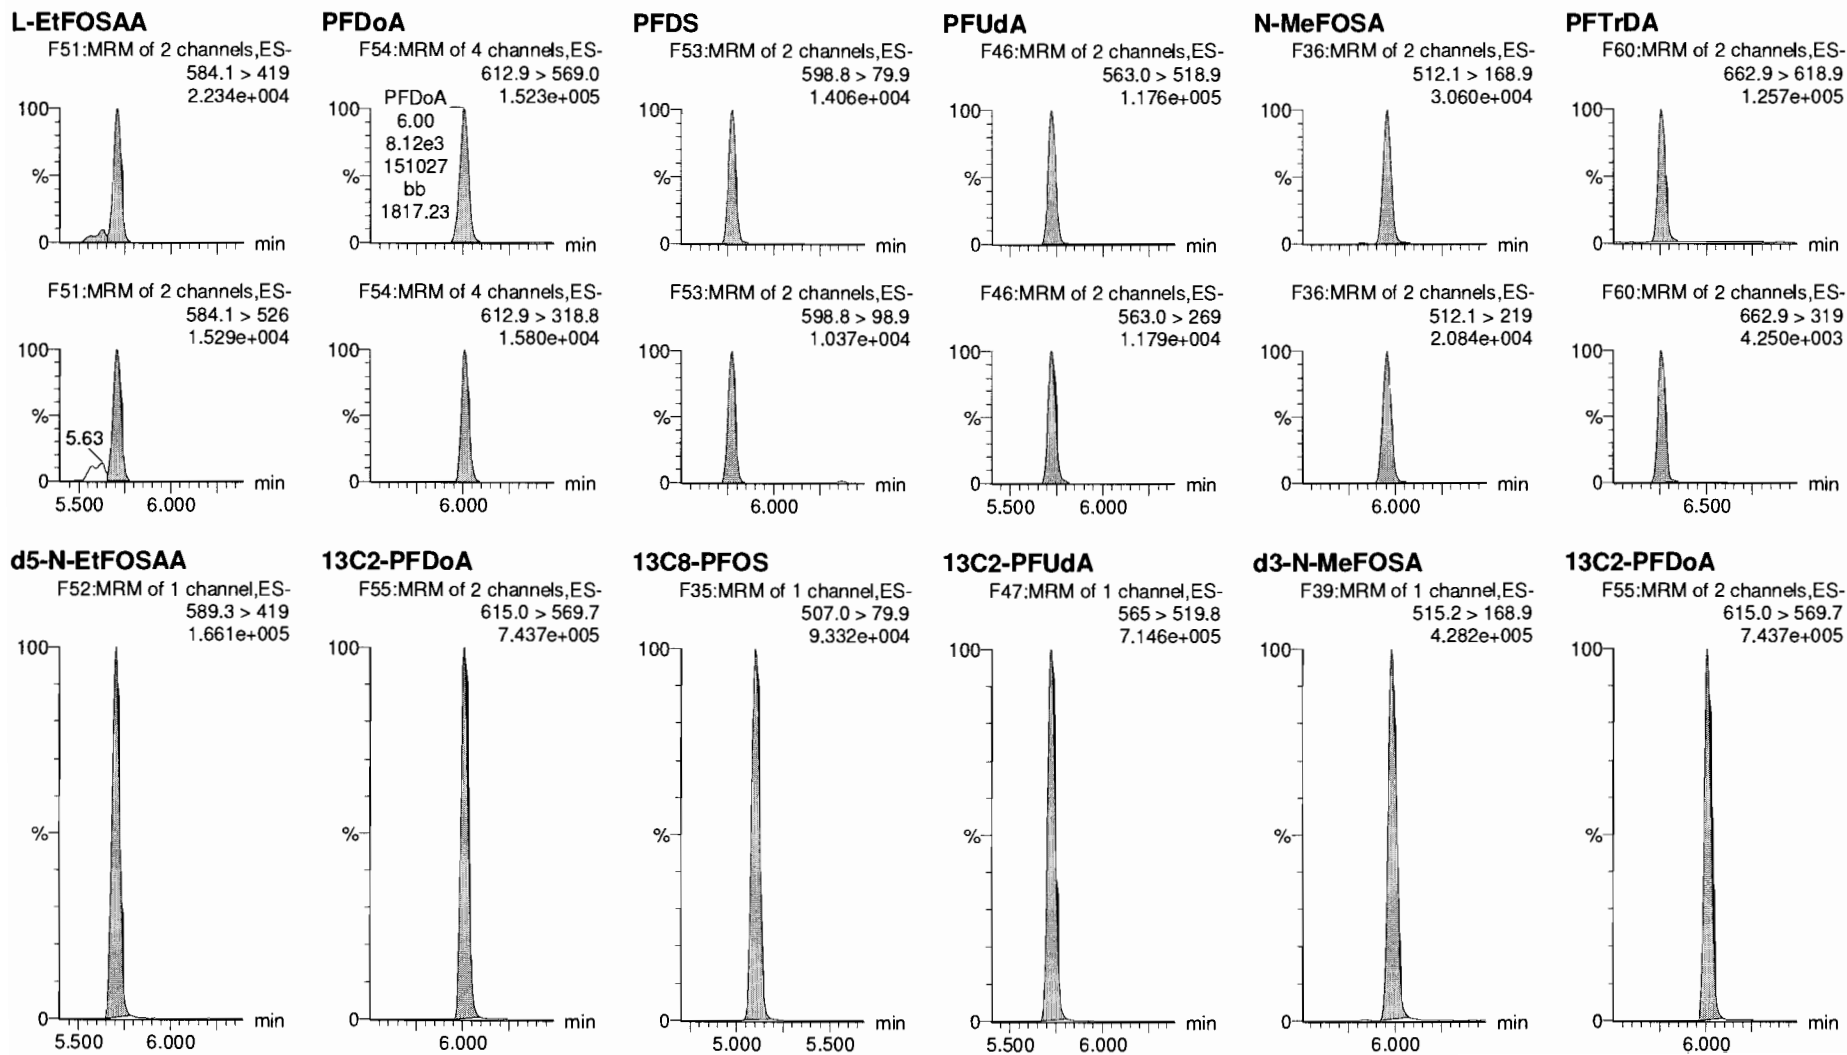 L-EtFOSAA
F51:MRM of 2 channels,ES-
584.1 > 419
2.234e+004
100
%
0
min
F51:MRM of 2 channels,ES-
584.1 > 526
1.529e+004
100
%
5.63
0
min
5.500 6.000
PFDoA
F54:MRM of 4 channels,ES-
612.9 > 569.0
1.523e+005
100
PFDoA
6.00
8.12e3
151027
bb
1817.23
%
0
min
F54:MRM of 4 channels,ES-
612.9 > 318.8
1.580e+004
100
%
0
min
6.000
PFDS
F53:MRM of 2 channels,ES-
598.8 > 79.9
1.406e+004
100
%
0
min
F53:MRM of 2 channels,ES-
598.8 > 98.9
1.037e+004
100
%
0
min
6.000
PFUdA
F46:MRM of 2 channels,ES-
563.0 > 518.9
1.176e+005
100
%
0
min
F46:MRM of 2 channels,ES-
563.0 > 269
1.179e+004
100
%
0
min
5.500 6.000
N-MeFOSA
F36:MRM of 2 channels,ES-
512.1 > 168.9
3.060e+004
100
%
0
min
F36:MRM of 2 channels,ES-
512.1 > 219
2.084e+004
100
%
0
min
6.000
PFTrDA
F60:MRM of 2 channels,ES-
662.9 > 618.9
1.257e+005
100
%
0
min
F60:MRM of 2 channels,ES-
662.9 > 319
4.250e+003
100
%
0
min
6.500
d5-N-EtFOSAA
F52:MRM of 1 channel,ES-
589.3 > 419
1.661e+005
100
%
0
min
5.500 6.000
13C2-PFDoA
F55:MRM of 2 channels,ES-
615.0 > 569.7
7.437e+005
100
%
0
min
6.000
13C8-PFOS
F35:MRM of 1 channel,ES-
507.0 > 79.9
9.332e+004
100
%
0
min
5.000 5.500
13C2-PFUdA
F47:MRM of 1 channel,ES-
565 > 519.8
7.146e+005
100
%
0
min
5.500 6.000
d3-N-MeFOSA
F39:MRM of 1 channel,ES-
515.2 > 168.9
4.282e+005
100
%
0
min
6.000
13C2-PFDoA
F55:MRM of 2 channels,ES-
615.0 > 569.7
7.437e+005
100
%
0
min
6.000